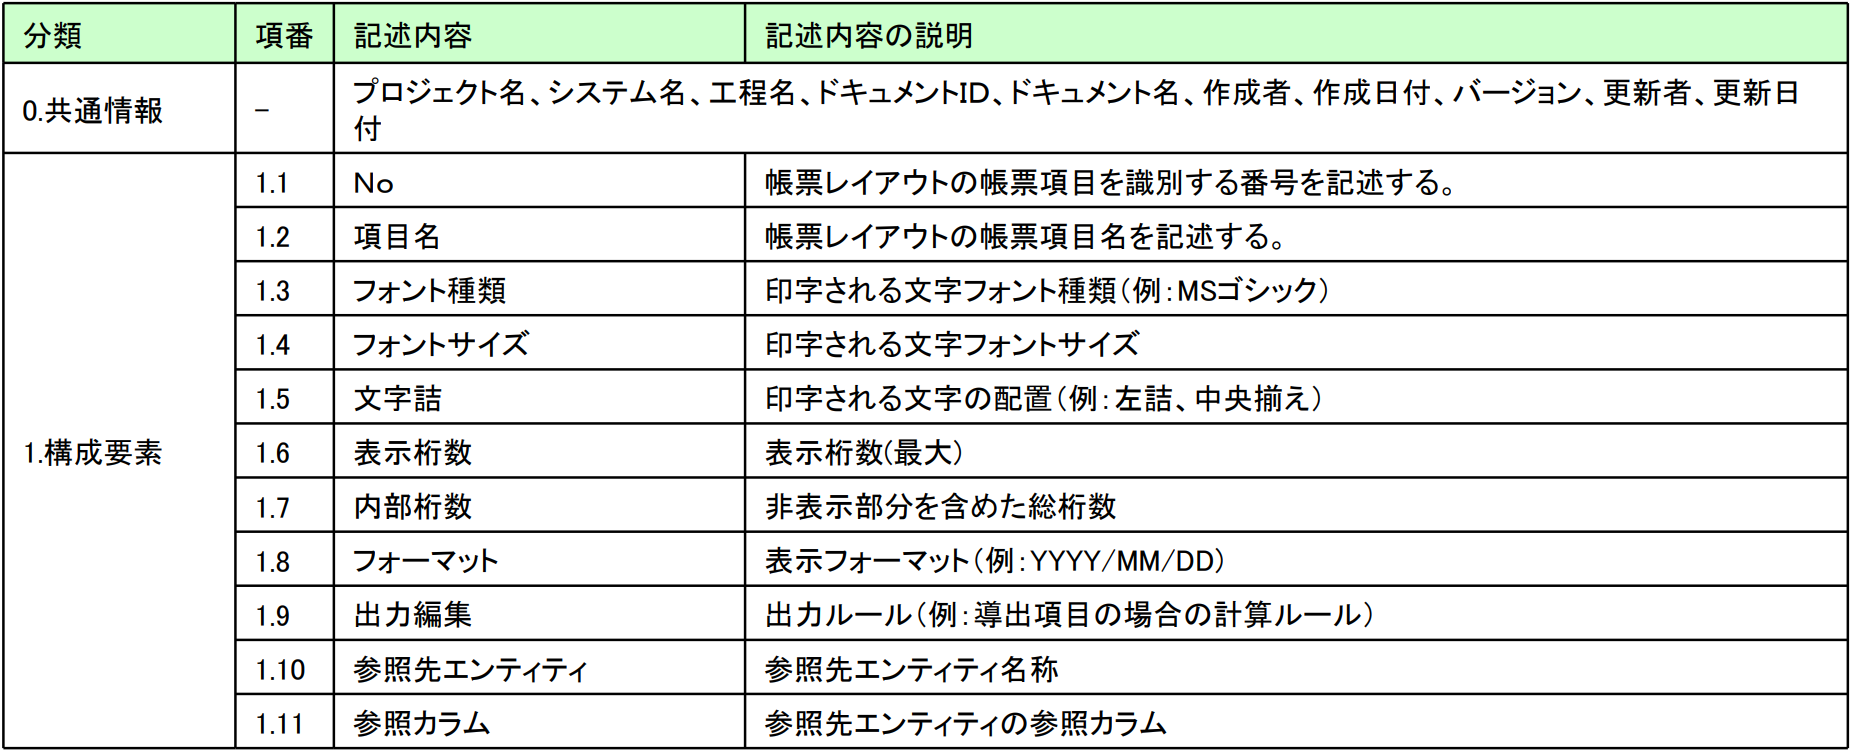 分類 項番 記述内容 記述内容の説明
0.共通情報 － プロジェクト名、システム名、工程名、ドキュメントID、ドキュメント名、作成者、作成日付、バージョン、更新者、更新日
付
1.構成要素
1.1 No 帳票レイアウトの帳票項目を識別する番号を記述する。
1.2 項目名 帳票レイアウトの帳票項目名を記述する。
1.3 フォント種類 印字される文字フォント種類（例：MSゴシック）
1.4 フォントサイズ 印字される文字フォントサイズ
1.5 文字詰 印字される文字の配置（例：左詰、中央揃え）
1.6 表示桁数 表示桁数(最大)
1.7 内部桁数 非表示部分を含めた総桁数
1.8 フォーマット 表示フォーマット（例：YYYY/MM/DD）
1.9 出力編集 出力ルール（例：導出項目の場合の計算ルール）
1.10 参照先エンティティ 参照先エンティティ名称
1.11 参照カラム 参照先エンティティの参照カラム